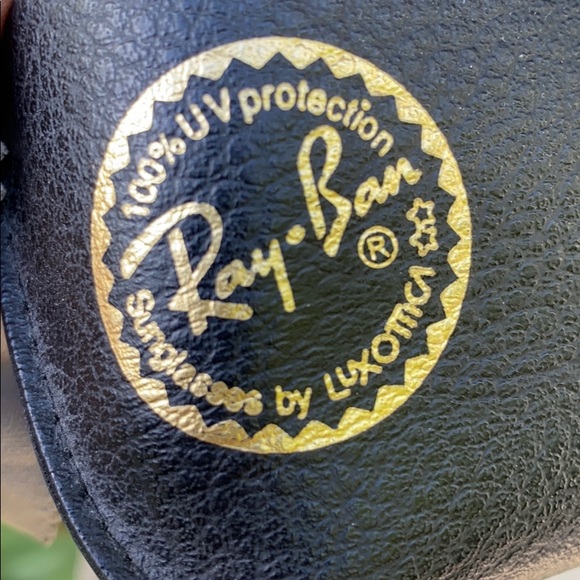 100% UV protection
Ray-Ban
®
Sunglasses by LUXOTTICA